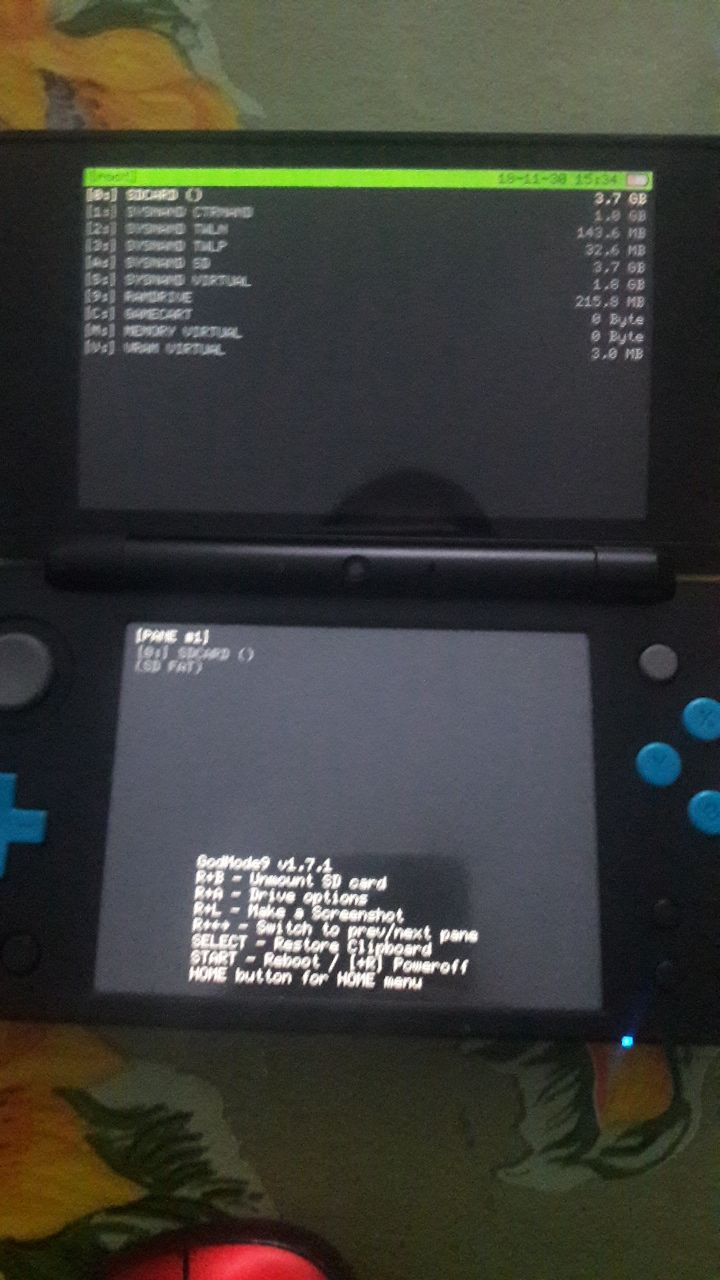 [root] 18-11-30 15:34
[0:] SDCARD () 3.7 GB
[1:] SYSNAND CTRNAND 1.0 GB
[2:] SYSNAND TWLN 143.6 MB
[3:] SYSNAND TWLP 32.6 MB
[A:] SYSNAND SD 3.7 GB
[S:] SYSNAND VIRTUAL 1.8 GB
[9:] RAMDRIVE 215.8 MB
[C:] GAMECART 0 Byte
[M:] MEMORY VIRTUAL 0 Byte
[V:] VRAM VIRTUAL 3.0 MB
[PANE #1]
[0:] SDCARD ()
(SD FAT)
GodMode9 v1.7.1
R+B - Unmount SD card
R+A - Drive options
R+L - Make a Screenshot
R+←→ - Switch to prev/next pane
SELECT - Restore Clipboard
START - Reboot / [+R] Poweroff
HOME button for HOME menu
X
Y